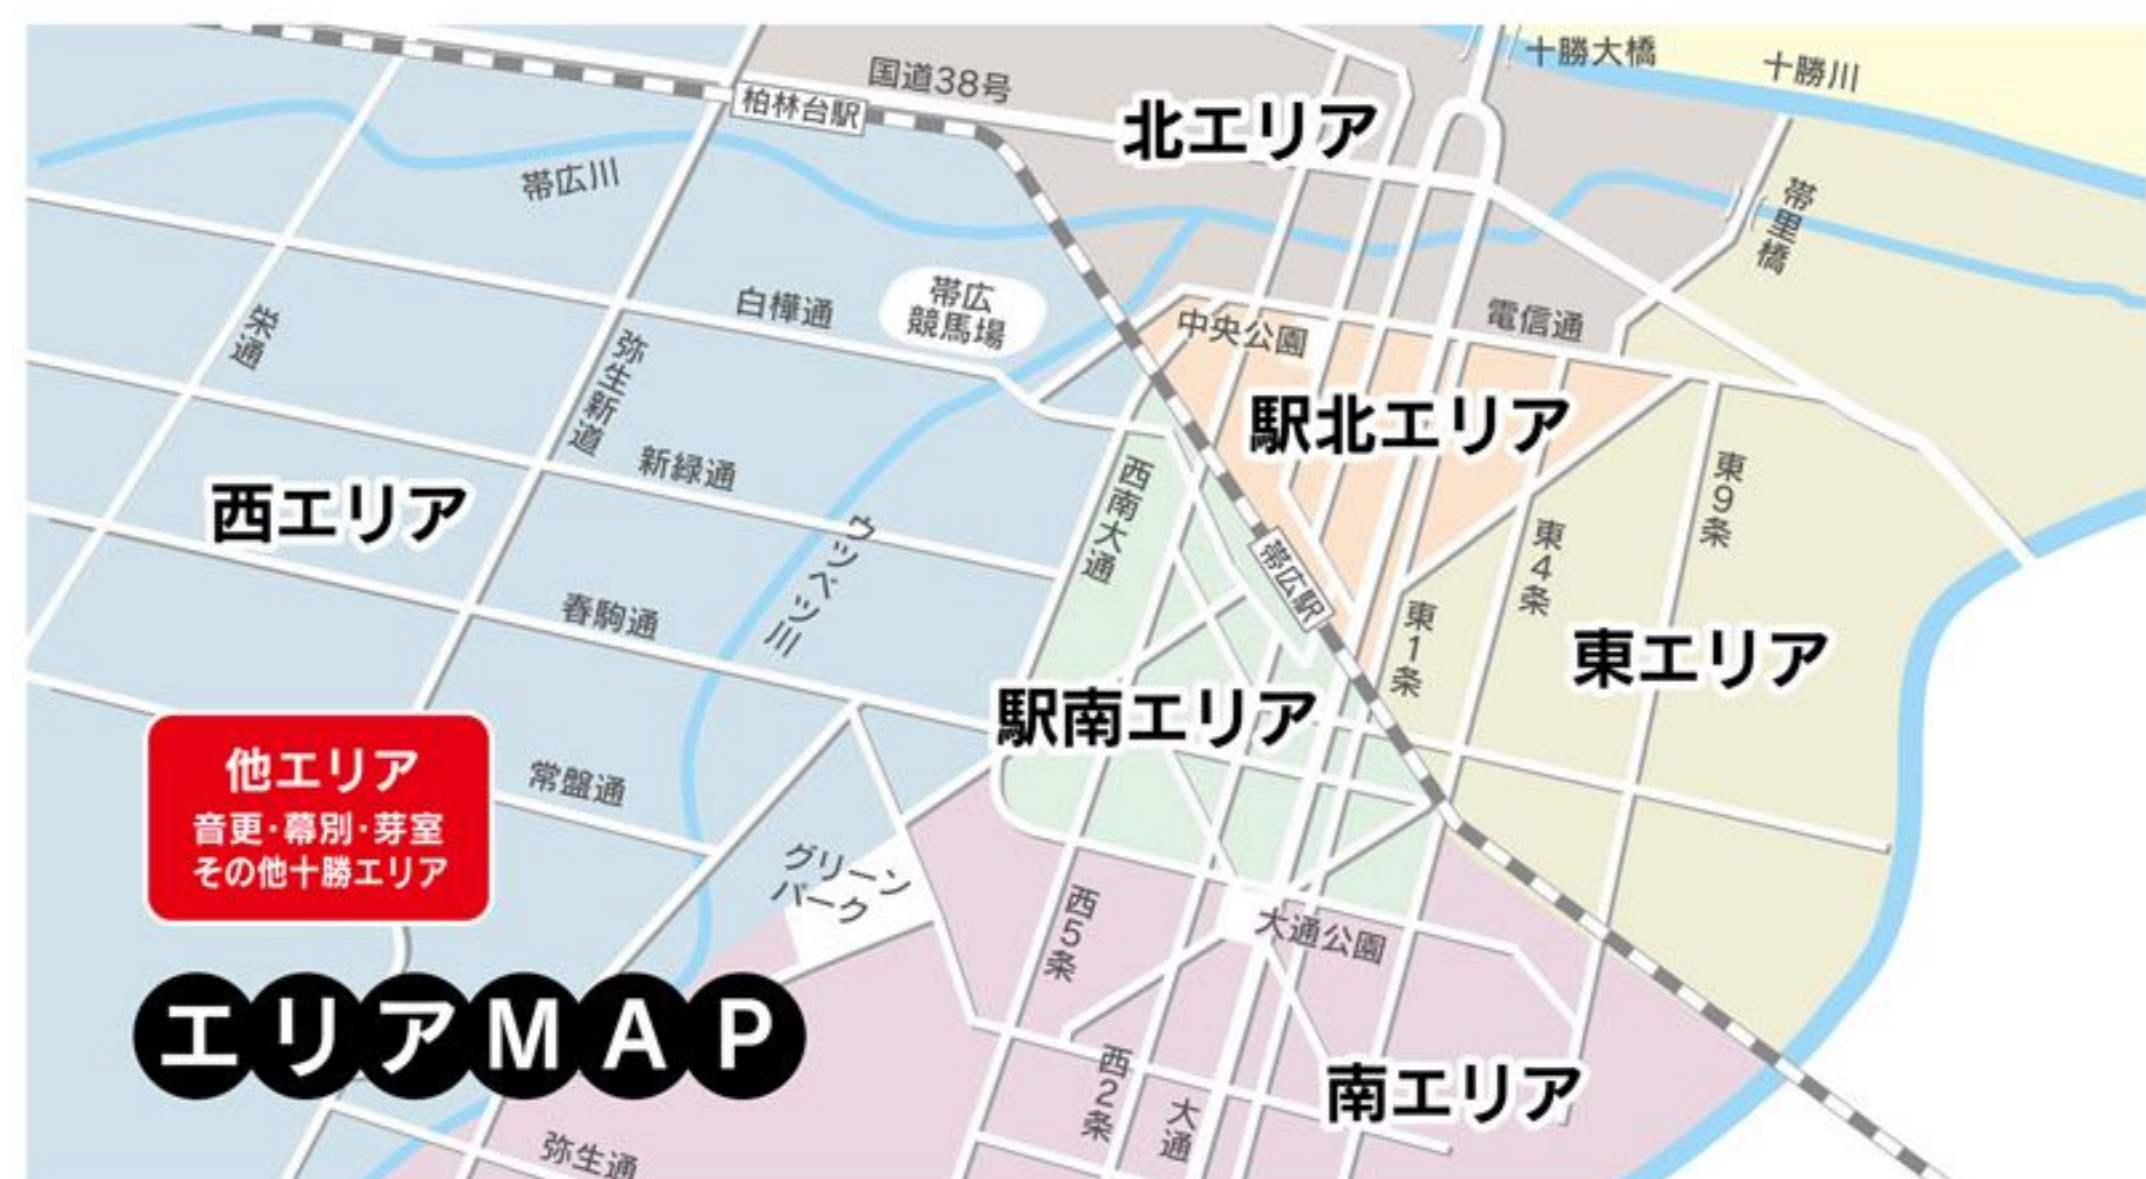 国道38号
十勝大橋
十勝川
柏林台駅
北エリア
帯広川
帯里橋
白樺通
帯広
競馬場
中央公園
電信通
栄通
弥生新道
駅北エリア
新緑通
西南大通
東9条
西エリア
ウツベツ川
帯広駅
東4条
春駒通
東1条
東エリア
駅南エリア
他エリア
音更・幕別・芽室
その他十勝エリア
常盤通
グリーン
パーク
西5条
大通公園
エリアMAP
西2条
大通
南エリア
弥生通